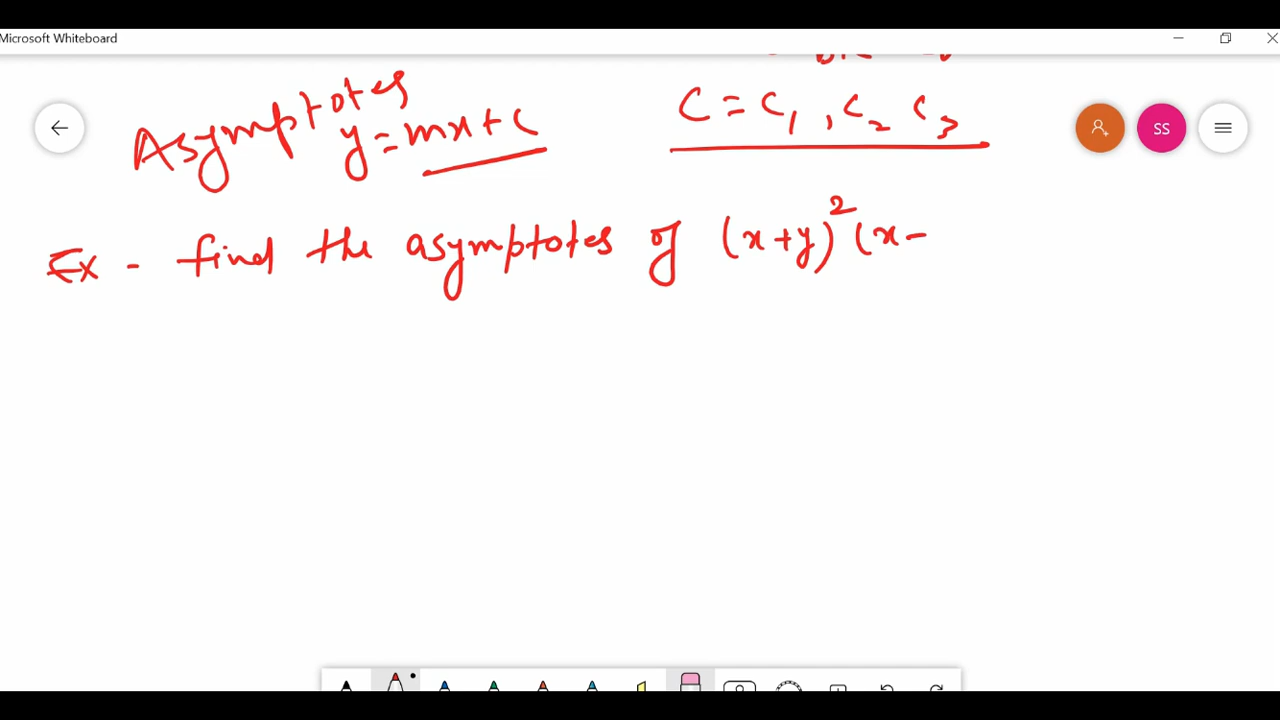 Microsoft Whiteboard
Asymptotes
y = mx + c
C = C₁, C₂ C₃
SS
Ex - find the asymptotes of (x+y)² (x-